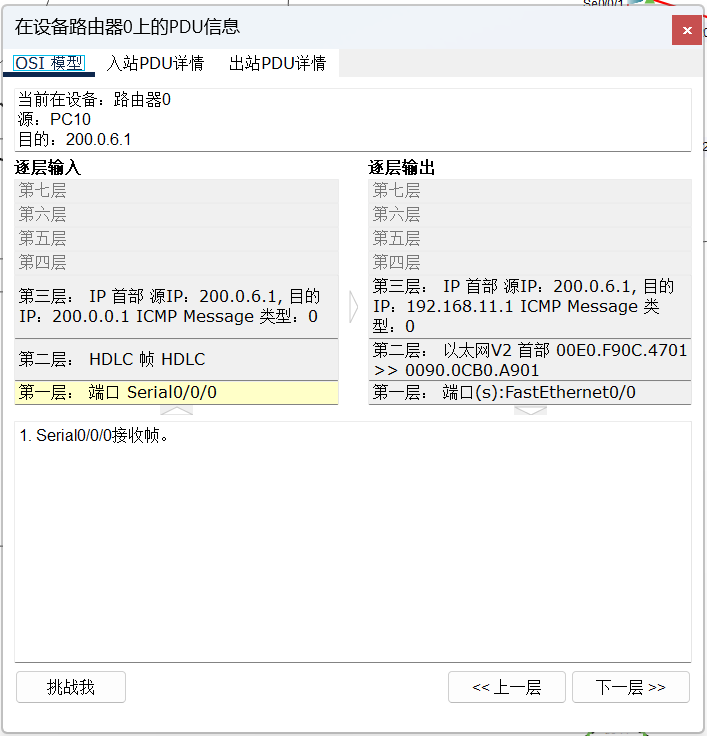 Se0/0/1
在设备路由器0上的PDU信息
OSI 模型 入站PDU详情 出站PDU详情
当前在设备：路由器0
源：PC10
目的：200.0.6.1
逐层输入
第七层
第六层
第五层
第四层
第三层： IP 首部 源IP：200.0.6.1, 目的
IP：200.0.0.1 ICMP Message 类型：0
第二层： HDLC 帧 HDLC
第一层： 端口 Serial0/0/0
逐层输出
第七层
第六层
第五层
第四层
第三层： IP 首部 源IP：200.0.6.1, 目的
IP：192.168.11.1 ICMP Message 类
型：0
第二层： 以太网V2 首部 00E0.F90C.4701
>> 0090.0CB0.A901
第一层： 端口(s):FastEthernet0/0
1. Serial0/0/0接收帧。
挑战我 << 上一层 下一层 >>